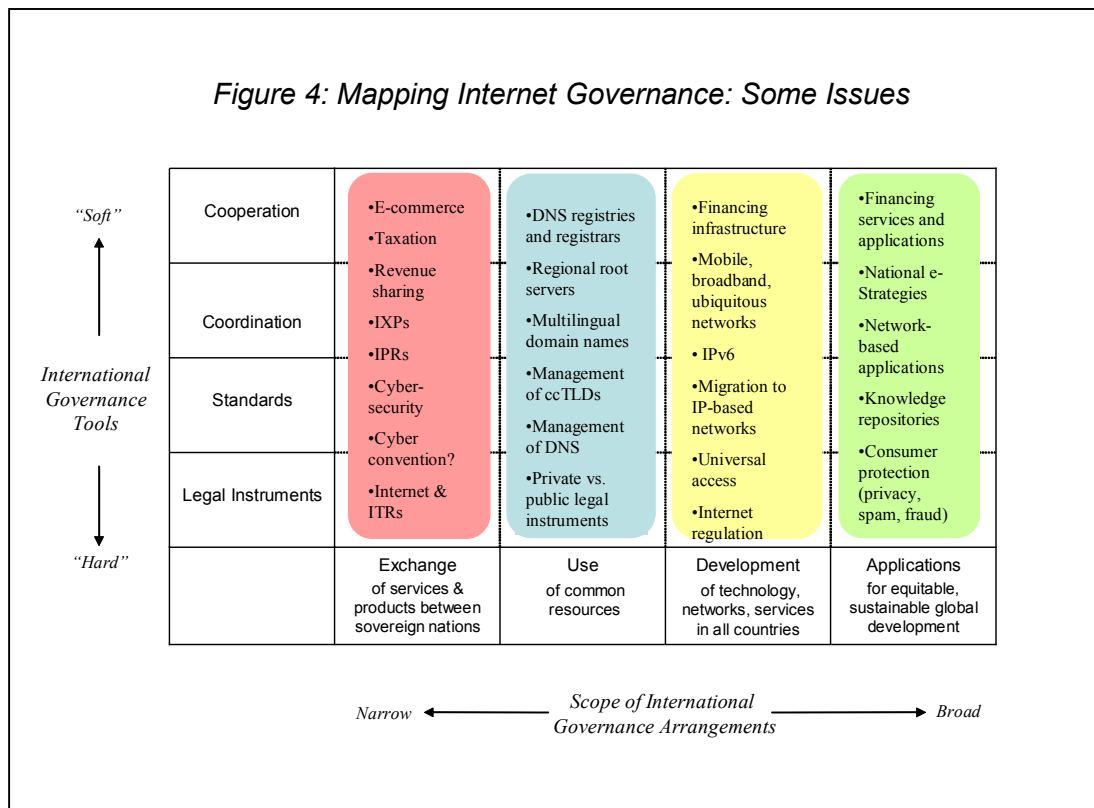 Figure 4: Mapping Internet Governance: Some Issues
“Soft”
International
Governance
Tools
“Hard”
Cooperation
Coordination
Standards
Legal Instruments
•E-commerce
•Taxation
•Revenue
sharing
•IXPs
•IPRs
•Cyber-
security
•Cyber
convention?
•Internet &
ITRs
•DNS registries
and registrars
•Regional root
servers
•Multilingual
domain names
•Management
of ccTLDs
•Management
of DNS
•Private vs.
public legal
instruments
•Financing
infrastructure
•Mobile,
broadband,
ubiquitous
networks
• IPv6
•Migration to
IP-based
networks
•Universal
access
•Internet
regulation
•Financing
services and
applications
•National e-
Strategies
•Network-
based
applications
•Knowledge
repositories
•Consumer
protection
(privacy,
spam, fraud)
Exchange
of services &
products between
sovereign nations
Use
of common
resources
Development
of technology,
networks, services
in all countries
Applications
for equitable,
sustainable global
development
Narrow
Scope of International
Governance Arrangements
Broad